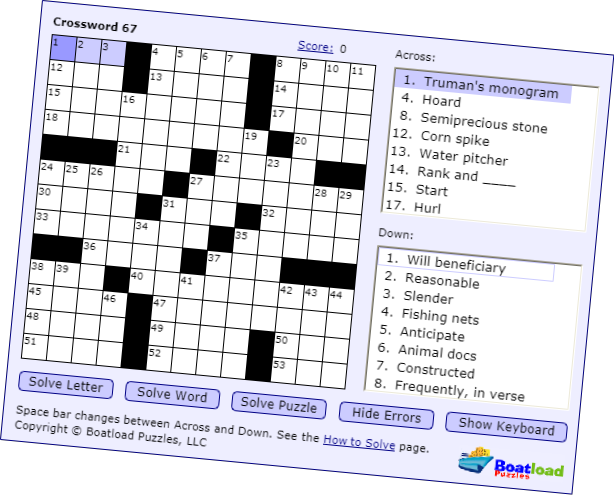 Crossword 67
Score: 0
1 2 3 4 5 6 7 8 9 10 11
12 13 14
15 16 17
18 19 20
21 22 23
24 25 26 27 28 29
30 31 32
33 34 35
36 37
38 39 40 41 42 43 44
45 46 47
48 49 50
51 52 53
Across:
1. Truman's monogram
4. Hoard
8. Semiprecious stone
12. Corn spike
13. Water pitcher
14. Rank and ____
15. Start
17. Hurl
Down:
1. Will beneficiary
2. Reasonable
3. Slender
4. Fishing nets
5. Anticipate
6. Animal docs
7. Constructed
8. Frequently, in verse
Solve Letter Solve Word Solve Puzzle Hide Errors Show Keyboard
Space bar changes between Across and Down. See the How to Solve page.
Copyright © Boatload Puzzles, LLC
Boatload
Puzzles